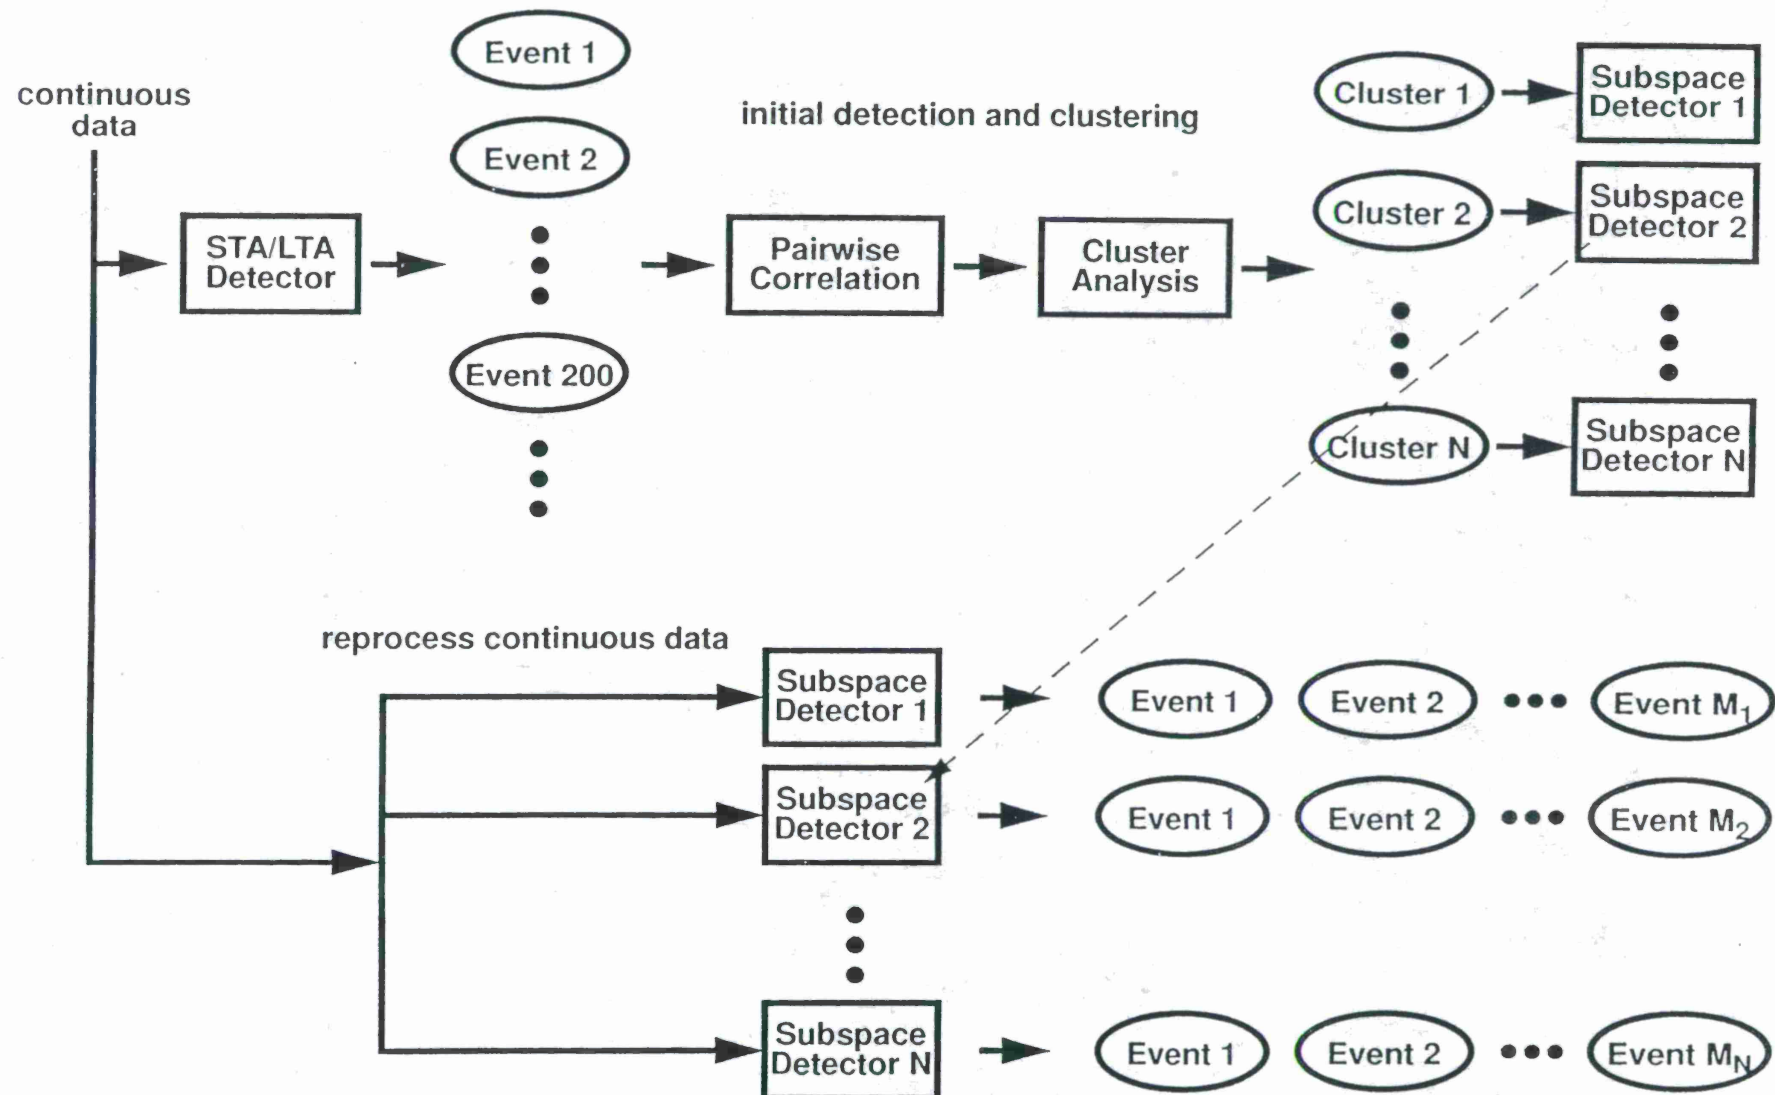 continuous
data
Event 1
Event 2
Event 200
STA/LTA
Detector
initial detection and clustering
Pairwise
Correlation
Cluster
Analysis
Cluster 1
Subspace
Detector 1
Cluster 2
Subspace
Detector 2
Cluster N
Subspace
Detector N
reprocess continuous data
Subspace
Detector 1
Event 1
Event 2
Event M₁
Subspace
Detector 2
Event 1
Event 2
Event M₂
Subspace
Detector N
Event 1
Event 2
Event M_N